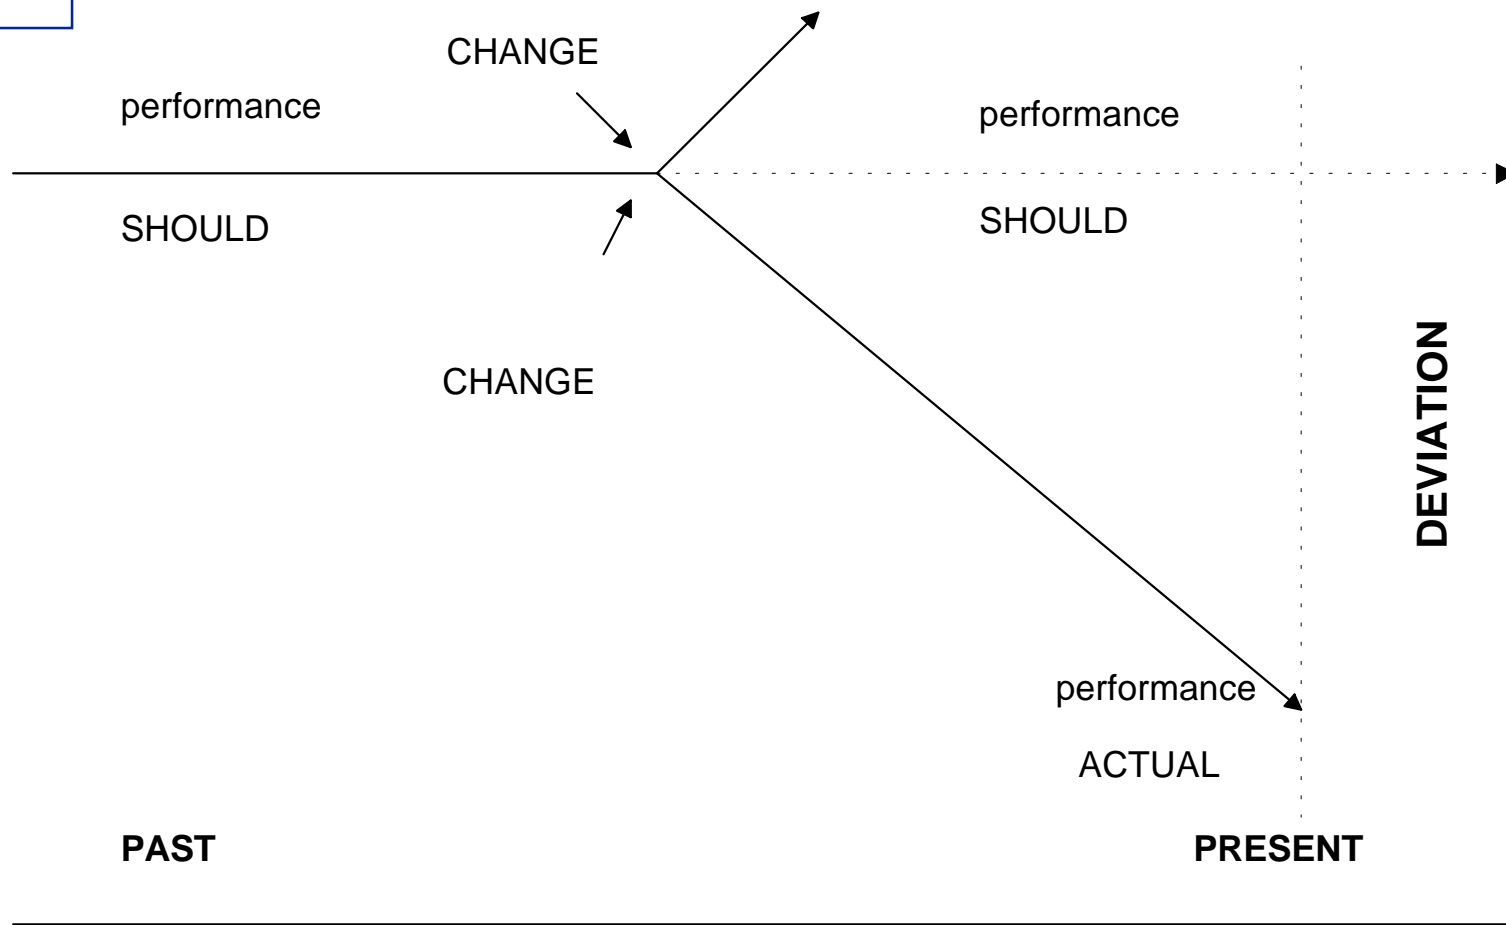 CHANGE
performance
performance
SHOULD
SHOULD
DEVIATION
CHANGE
performance
ACTUAL
PAST
PRESENT